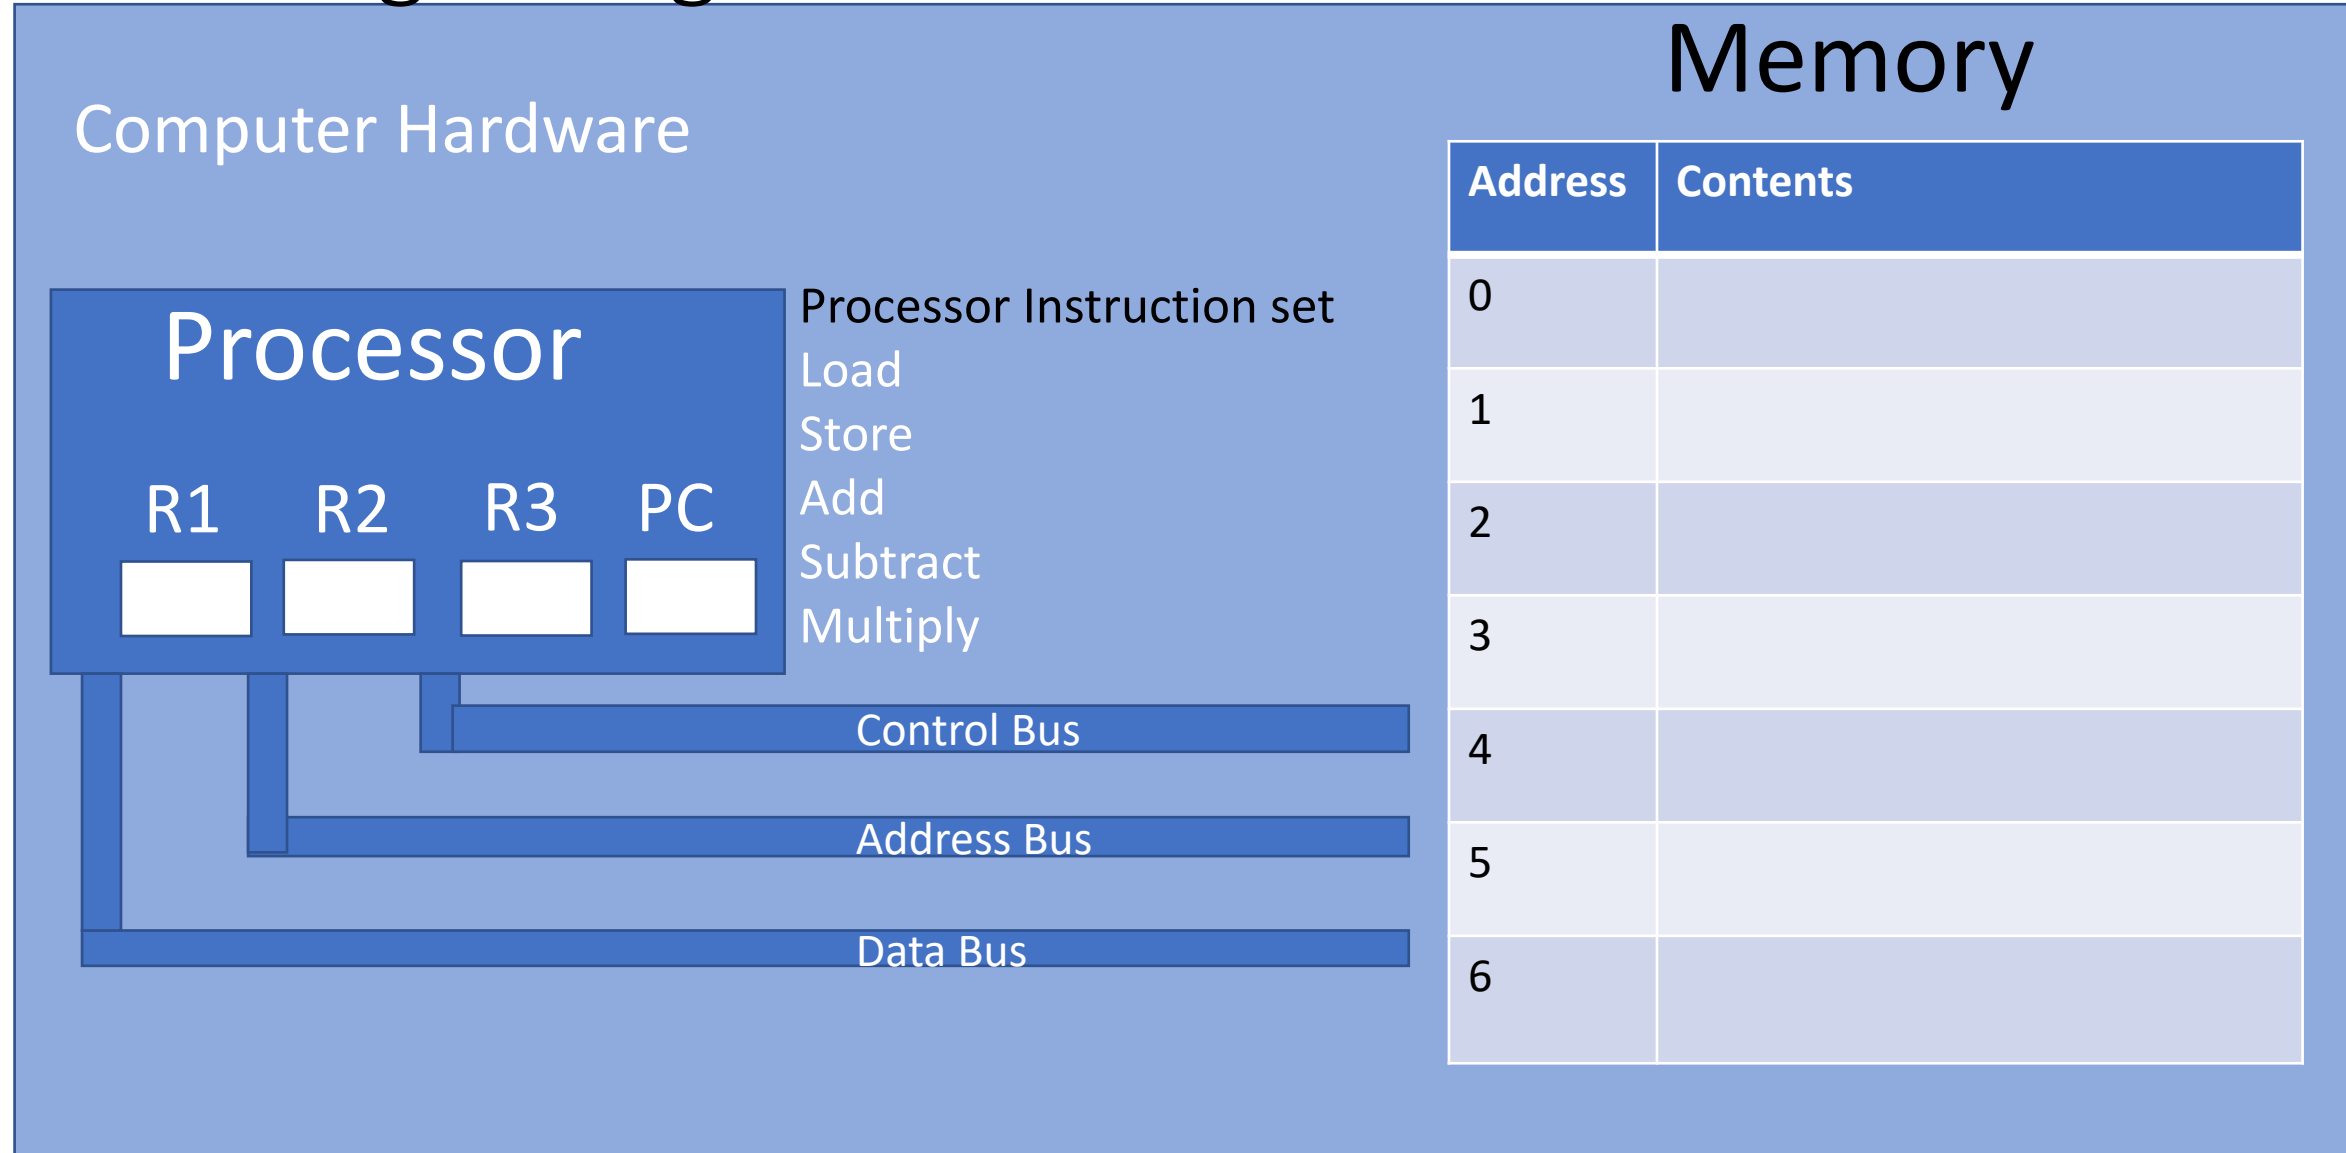 Memory
Computer Hardware
Address Contents
Processor Instruction set
Processor
Load
Store
Add
Subtract
Multiply
R1 R2 R3 PC
Control Bus
Address Bus
Data Bus
0
1
2
3
4
5
6